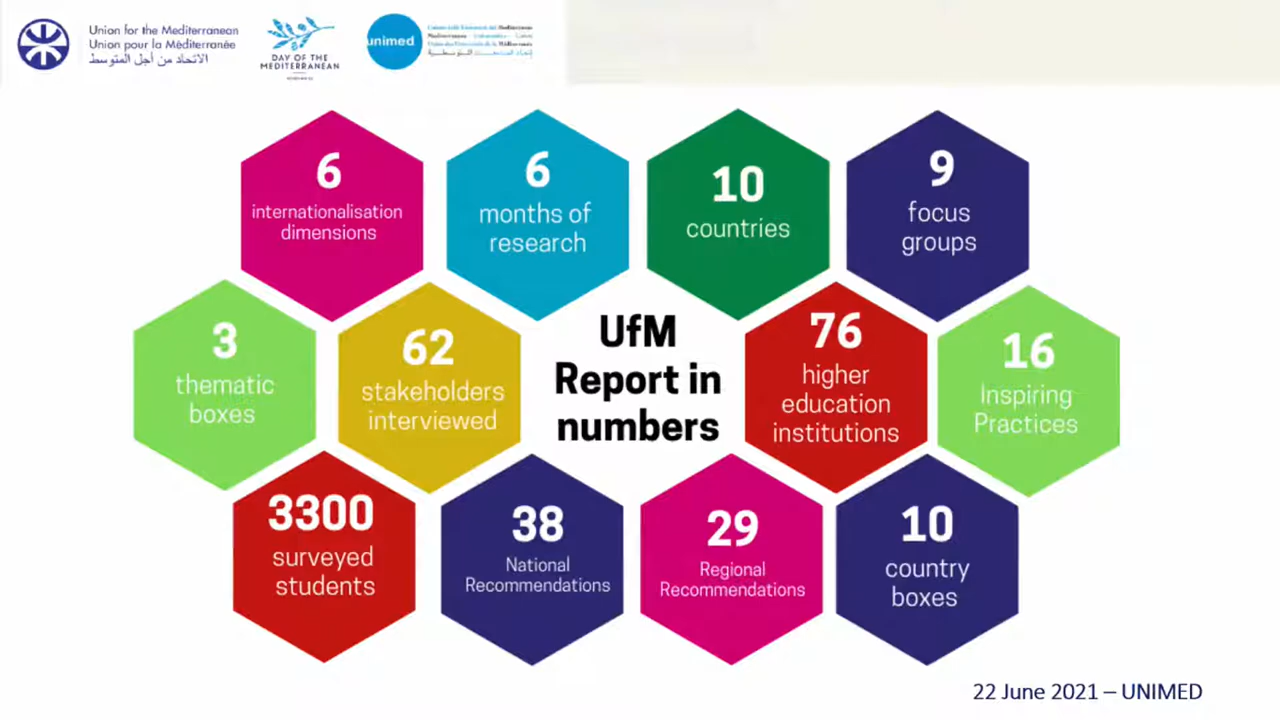 Union for the Mediterranean
Union pour la Méditerranée
الاتحاد من أجل المتوسط
DAY OF THE
MEDITERRANEAN
unimed
6
internationalisation
dimensions
6
months of
research
10
countries
9
focus
groups
3
thematic
boxes
62
stakeholders
interviewed
UfM
Report in
numbers
76
higher
education
institutions
16
Inspiring
Practices
3300
surveyed
students
38
National
Recommendations
29
Regional
Recommendations
10
country
boxes
22 June 2021 – UNIMED